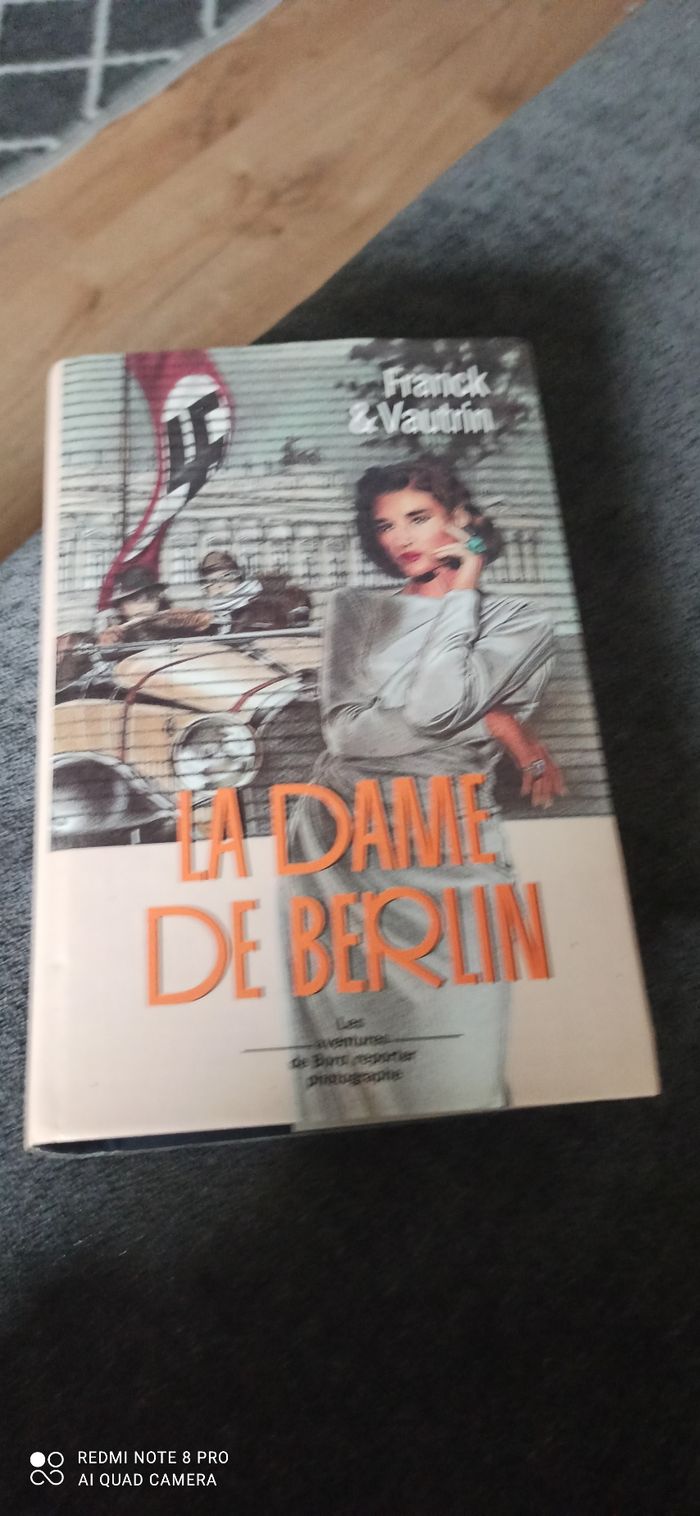 Franck
& Vautrin
LA DAME
DE BERLIN
Les
aventures
de Boro, reporter
photographe
REDMI NOTE 8 PRO
AI QUAD CAMERA